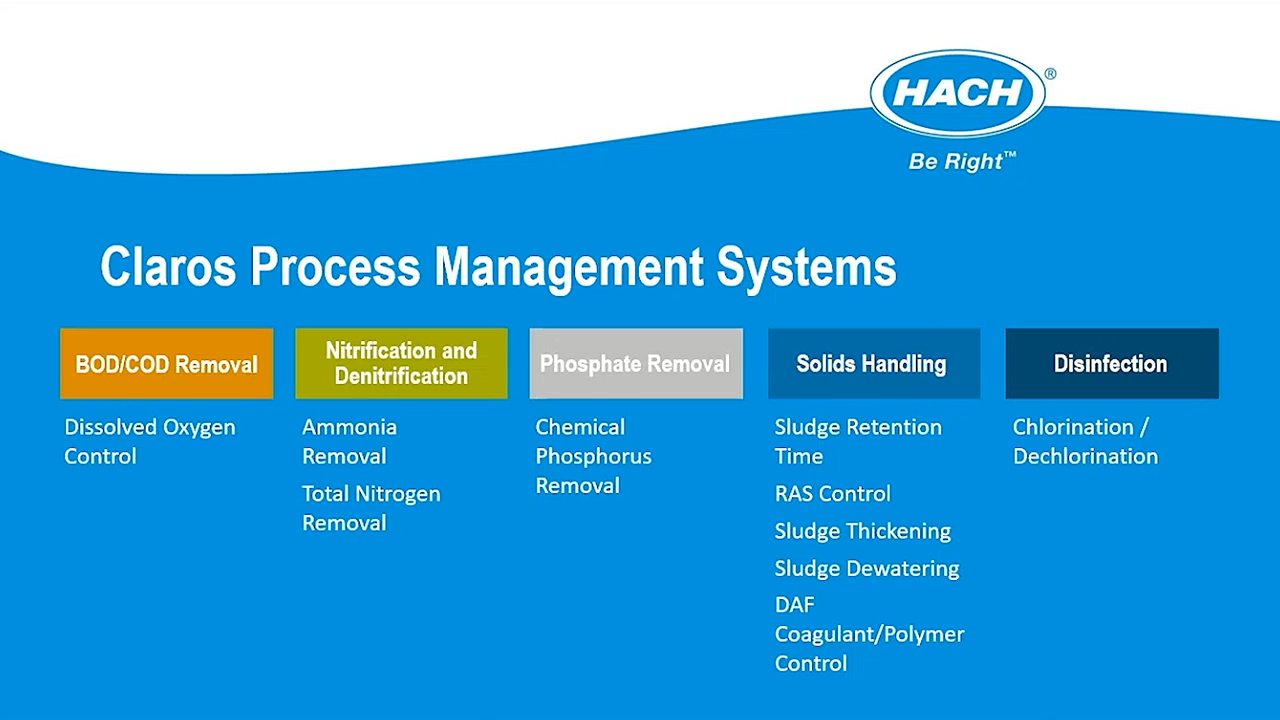 HACH®
Be Right™
Claros Process Management Systems
BOD/COD Removal
Dissolved Oxygen
Control
Nitrification and
Denitrification
Ammonia
Removal
Total Nitrogen
Removal
Phosphate Removal
Chemical
Phosphorus
Removal
Solids Handling
Sludge Retention
Time
RAS Control
Sludge Thickening
Sludge Dewatering
DAF
Coagulant/Polymer
Control
Disinfection
Chlorination /
Dechlorination